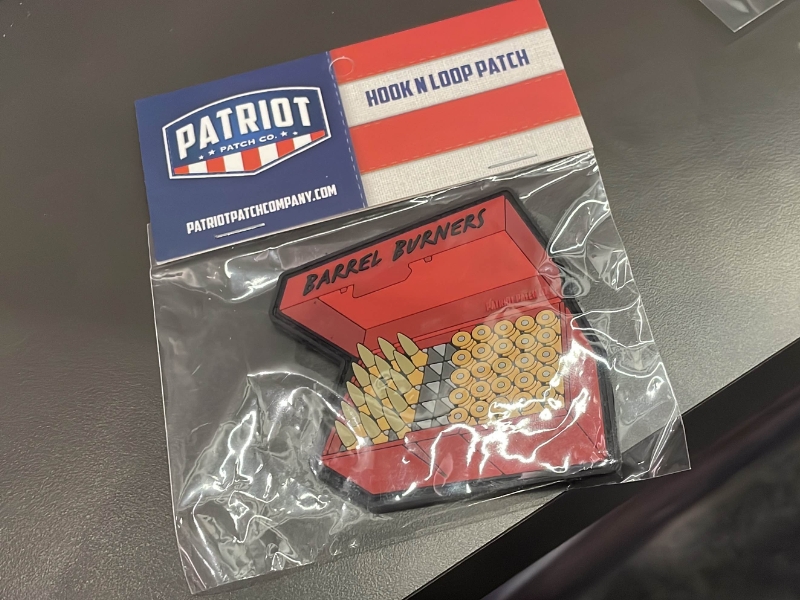 PATRIOT
PATCH CO.
PATRIOTPATCHCOMPANY.COM
HOOK N LOOP PATCH
BARREL BURNERS